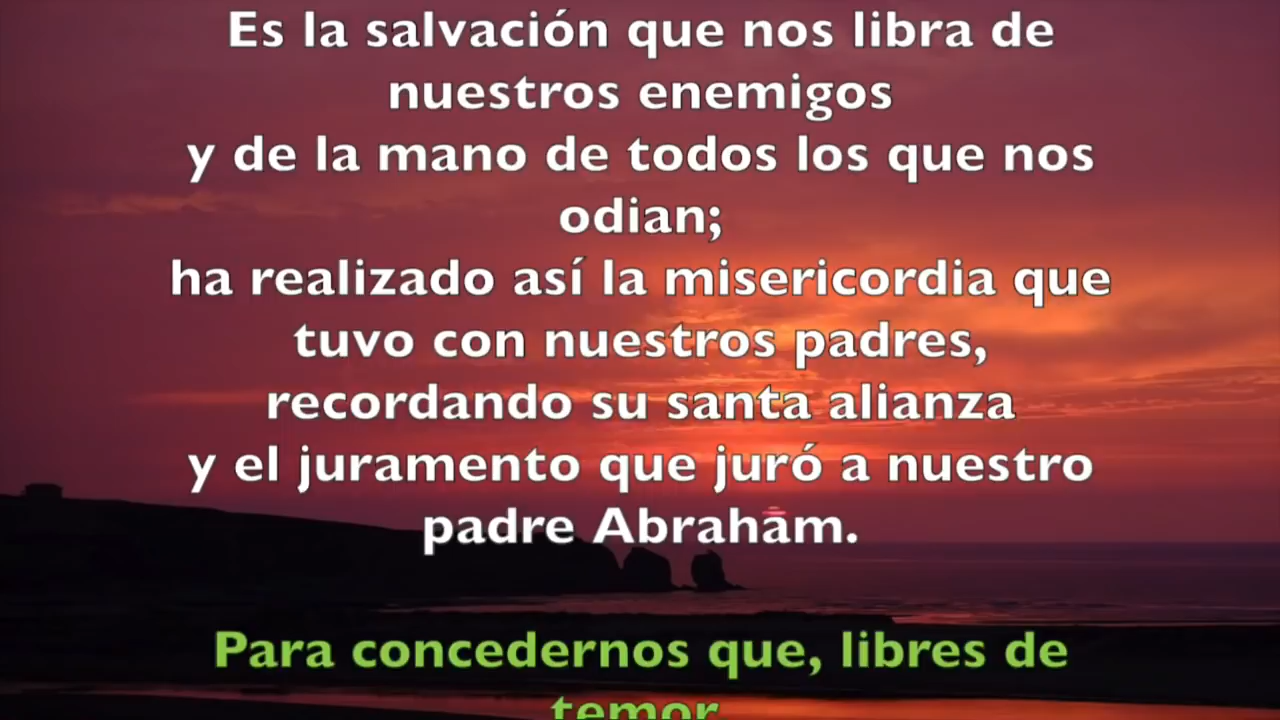 Es la salvación que nos libra de
nuestros enemigos
y de la mano de todos los que nos
odian;
ha realizado así la misericordia que
tuvo con nuestros padres,
recordando su santa alianza
y el juramento que juró a nuestro
padre Abraham.
Para concedernos que, libres de
temor